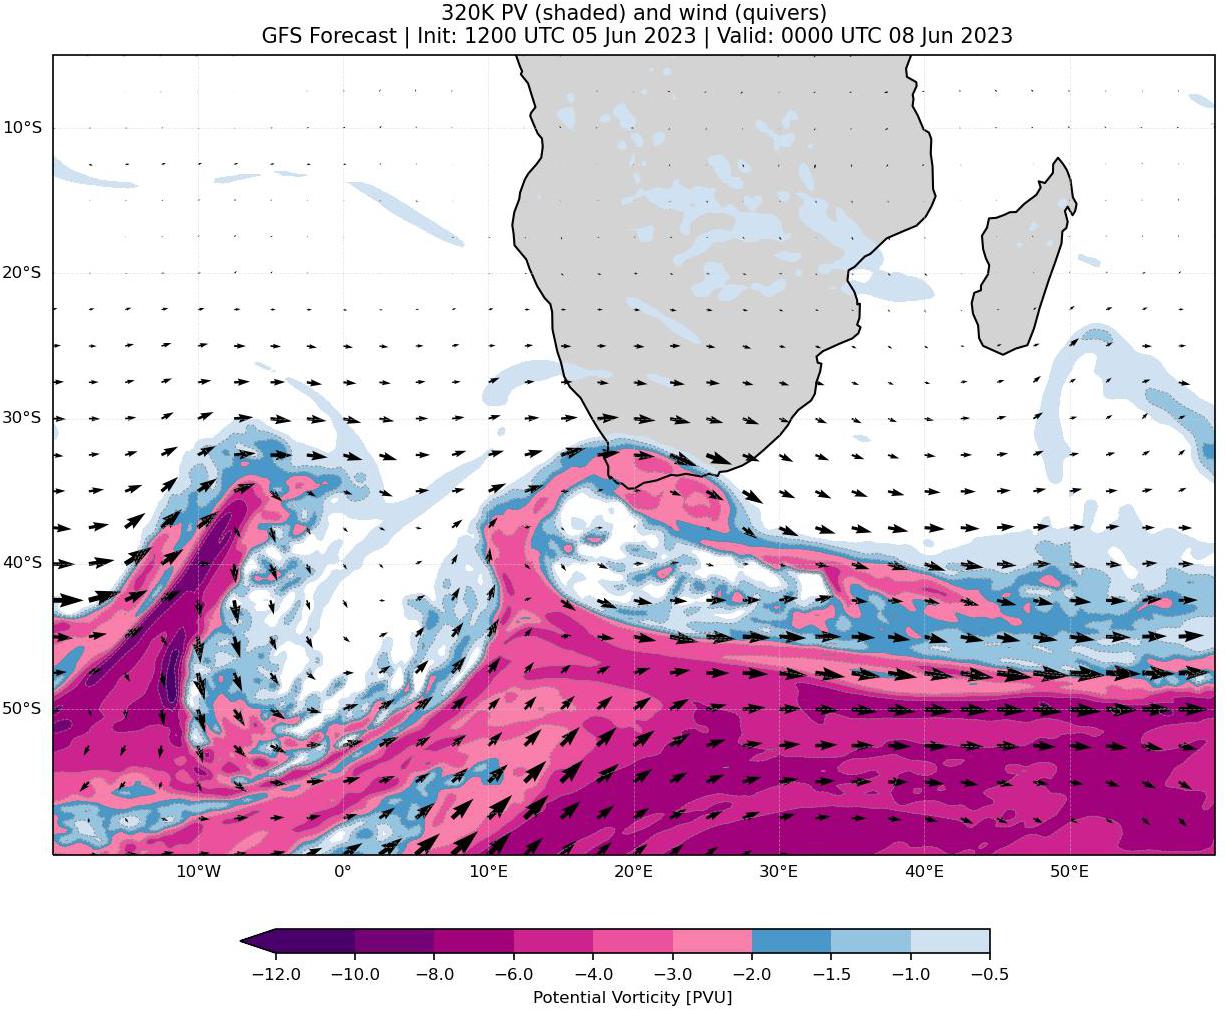 320K PV (shaded) and wind (quivers)
GFS Forecast | Init: 1200 UTC 05 Jun 2023 | Valid: 0000 UTC 08 Jun 2023
10°S
20°S
30°S
40°S
50°S
10°W 0° 10°E 20°E 30°E 40°E 50°E
−12.0 −10.0 −8.0 −6.0 −4.0 −3.0 −2.0 −1.5 −1.0 −0.5
Potential Vorticity [PVU]